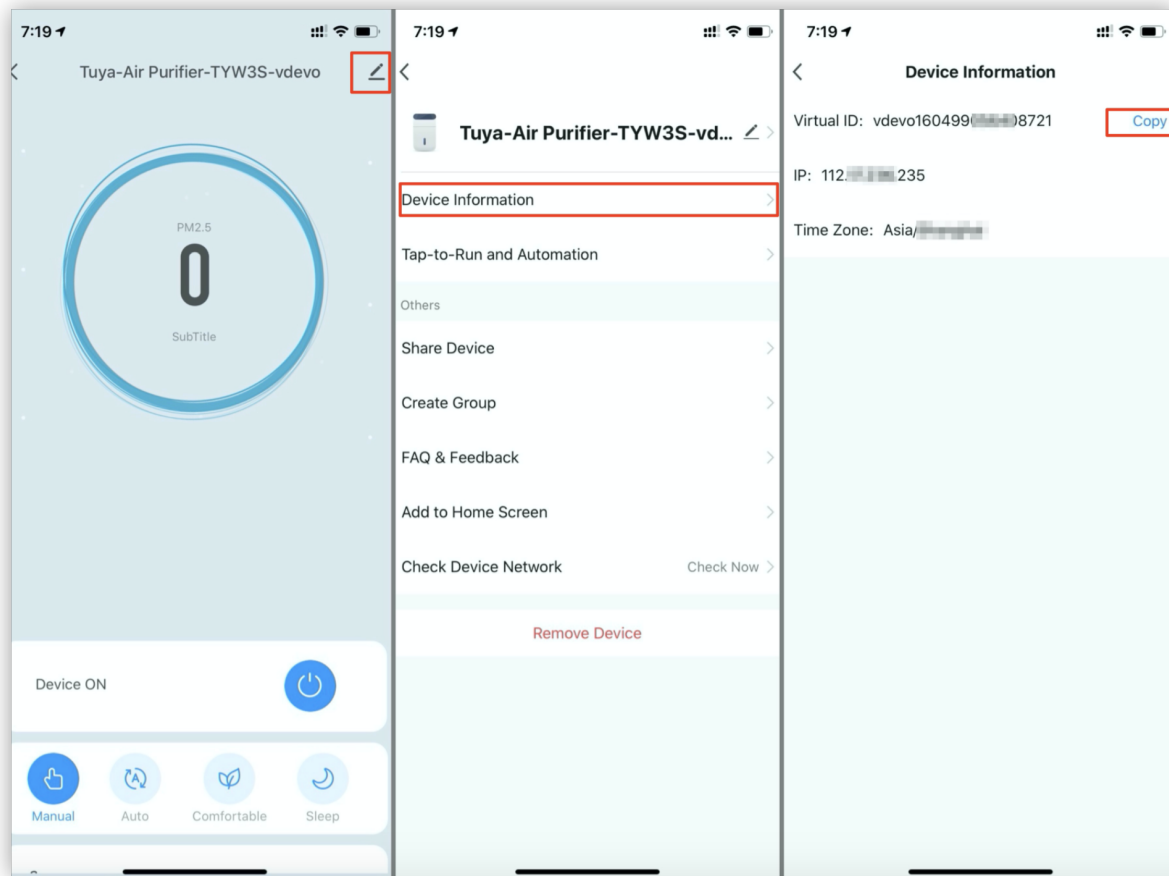 7:19
Tuya-Air Purifier-TYW3S-vdevo
PM2.5
0
SubTitle
Device ON
Manual
Auto
Comfortable
Sleep
7:19
Tuya-Air Purifier-TYW3S-vd...
Device Information
Tap-to-Run and Automation
Others
Share Device
Create Group
FAQ & Feedback
Add to Home Screen
Check Device Network Check Now
Remove Device
7:19
Device Information
Virtual ID: vdevo160499 8721 Copy
IP: 112. 235
Time Zone: Asia/